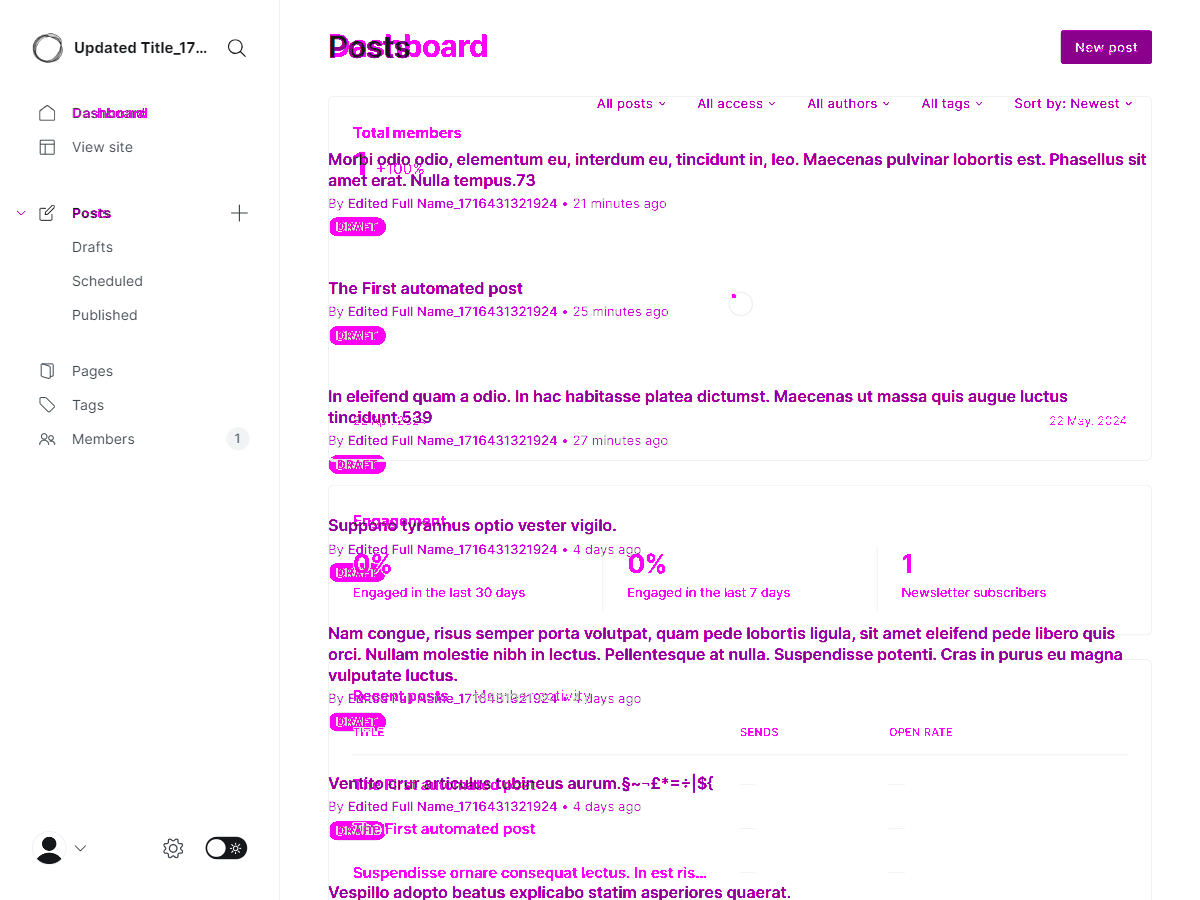 Updated Title_17...
Dashboard
View site
Posts
Drafts
Scheduled
Published
Pages
Tags
Members 1
Posts
Dashboard
New post
All posts
All access
All authors
All tags
Sort by: Newest
Total members
1 +100%
Morbi odio odio, elementum eu, interdum eu, tincidunt in, leo. Maecenas pulvinar lobortis est. Phasellus sit
amet erat. Nulla tempus.73
By Edited Full Name_1716431321924 • 21 minutes ago
DRAFT
The First automated post
By Edited Full Name_1716431321924 • 25 minutes ago
DRAFT
In eleifend quam a odio. In hac habitasse platea dictumst. Maecenas ut massa quis augue luctus
tincidunt.539
22 May, 2024
By Edited Full Name_1716431321924 • 27 minutes ago
DRAFT
Engagement
Suppono tyrannus optio vester vigilo.
By Edited Full Name_1716431321924 • 4 days ago
DRAFT
0%
0%
1
Engaged in the last 30 days
Engaged in the last 7 days
Newsletter subscribers
Nam congue, risus semper porta volutpat, quam pede lobortis ligula, sit amet eleifend pede libero quis
orci. Nullam molestie nibh in lectus. Pellentesque at nulla. Suspendisse potenti. Cras in purus eu magna
vulputate luctus.
Recent posts
Member activity
By Edited Full Name_1716431321924 • 4 days ago
DRAFT
TITLE
SENDS
OPEN RATE
articulus tubineus aurum.§~¬£*=÷|${
The First automated post
By Edited Full Name_1716431321924 • 4 days ago
DRAFT
The First automated post
Suspendisse ornare consequat lectus. In est ris...
Vespillo adopto beatus explicabo statim asperiores quaerat.